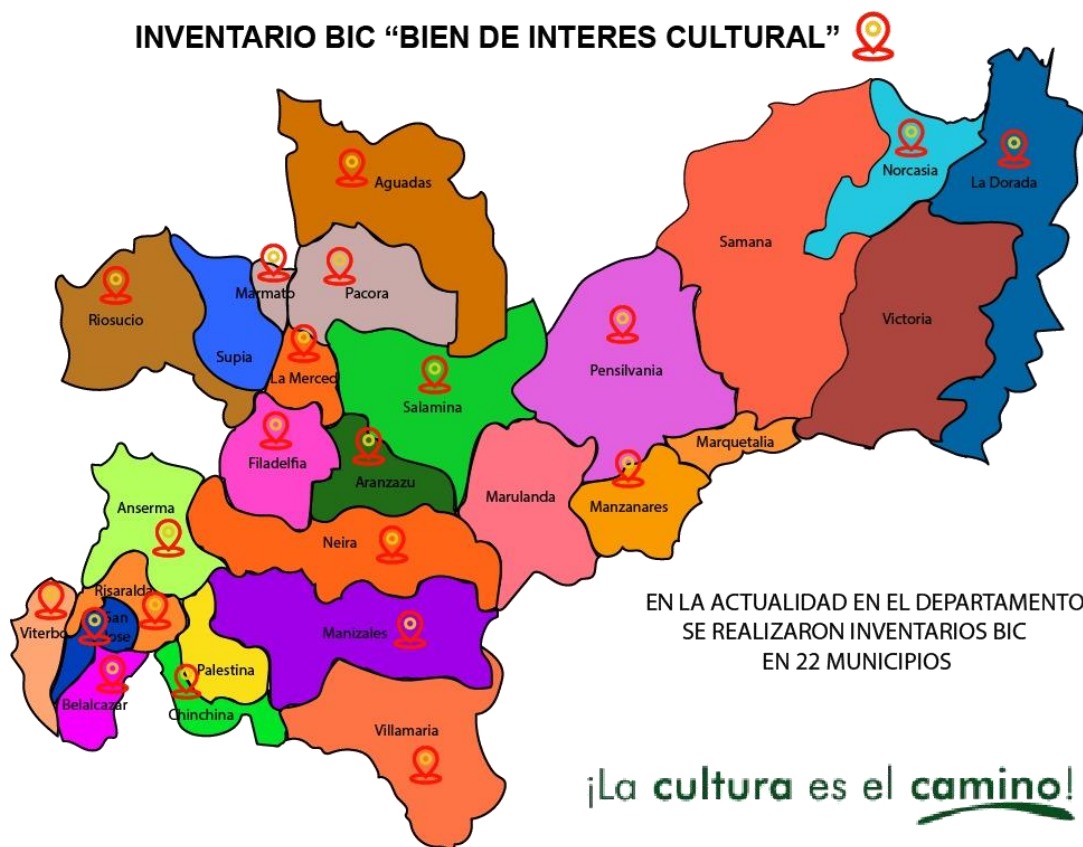 INVENTARIO BIC “BIEN DE INTERES CULTURAL”
Aguadas
Norcasia
La Dorada
Samana
Marmato
Pacora
Riosucio
Supia
Victoria
La Merced
Pensilvania
Salamina
Marquetalia
Filadelfia
Aranzazu
Marulanda
Manzanares
Anserma
Neira
Risaralda
San Jose
Viterbo
Manizales
Palestina
Belalcazar
Chinchina
Villamaria
EN LA ACTUALIDAD EN EL DEPARTAMENTO
SE REALIZARON INVENTARIOS BIC
EN 22 MUNICIPIOS
¡La cultura es el camino!